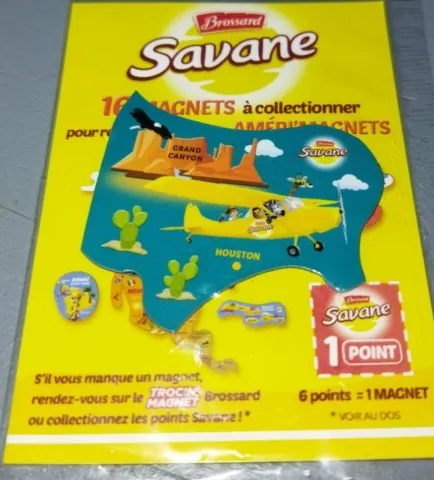 Brossard
Savane
16 MAGNETS à collectionner
pour AMÉRI'MAGNETS
GRAND
CANYON
Savane
Savane
HOUSTON
Brossard
Savane
1 POINT
S'il vous manque un magnet,
rendez-vous sur le TROC'NS MAGNET Brossard
ou collectionnez les points Savane ! *
6 points = 1 MAGNET
* VOIR AU DOS